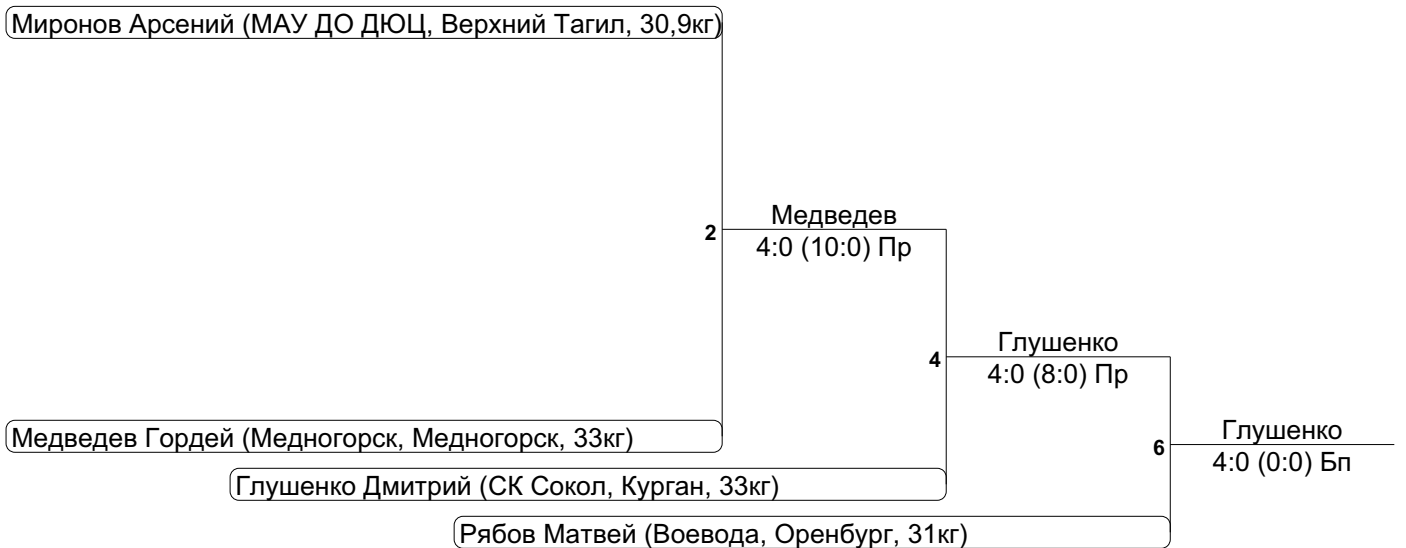 Миронов Арсений (МАУ ДО ДЮЦ, Верхний Тагил, 30,9кг)
2
Медведев
4:0 (10:0) Пр
4
Глушенко
4:0 (8:0) Пр
Медведев Гордей (Медногорск, Медногорск, 33кг)
6
Глушенко
4:0 (0:0) Бп
Глушенко Дмитрий (СК Сокол, Курган, 33кг)
Рябов Матвей (Воевода, Оренбург, 31кг)